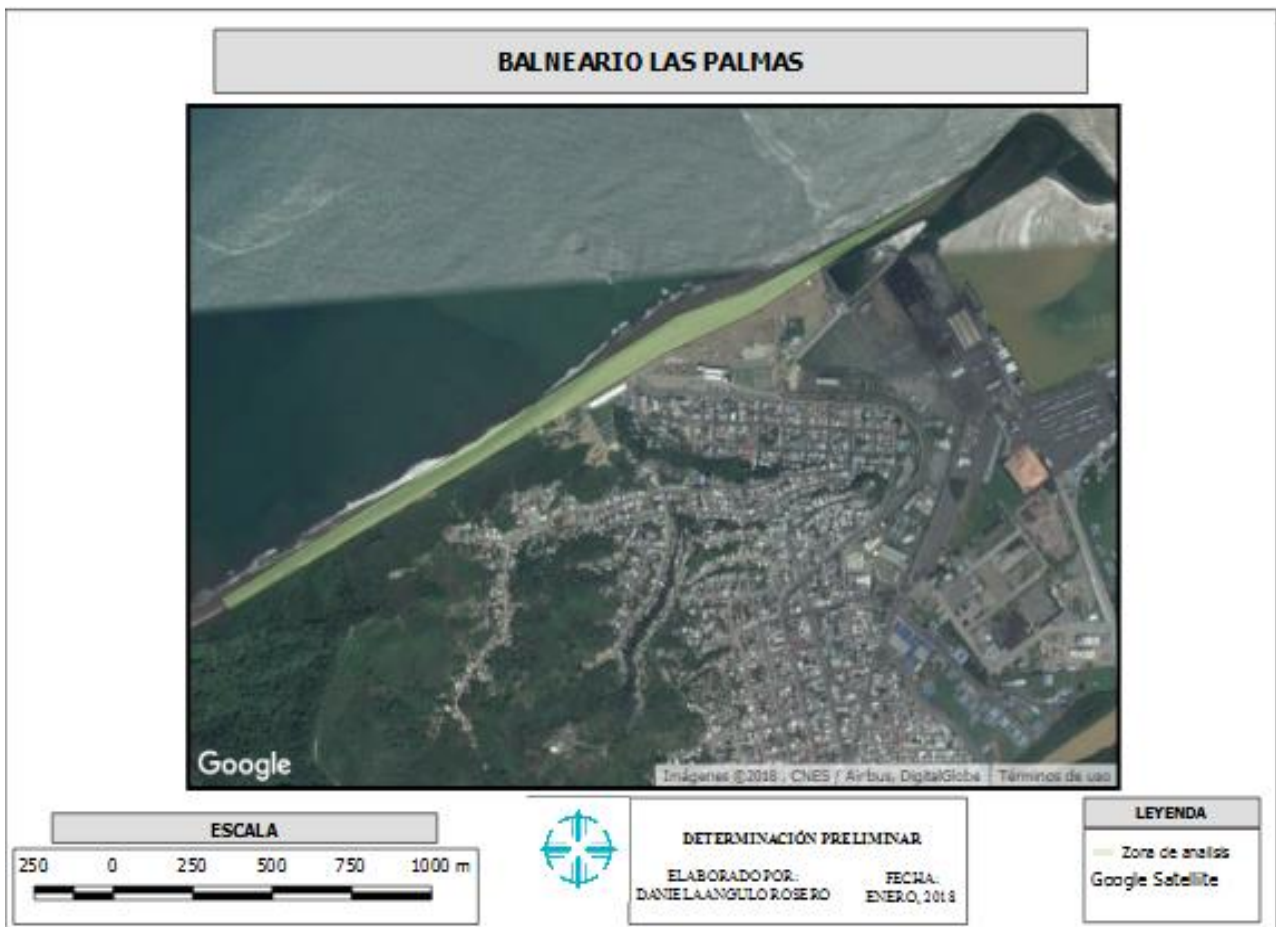 BALNEARIO LAS PALMAS
Google
Imágenes ©2018 , CNES / Airbus, DigitalGlobe
Términos de uso
ESCALA
250 0 250 500 750 1000 m
DETERMINACIÓN PRELIMINAR
ELABORADO POR:
DANIELA ANGULO ROSERO
FECHA:
ENERO, 2018
LEYENDA
Zona de analisis
Google Satellite